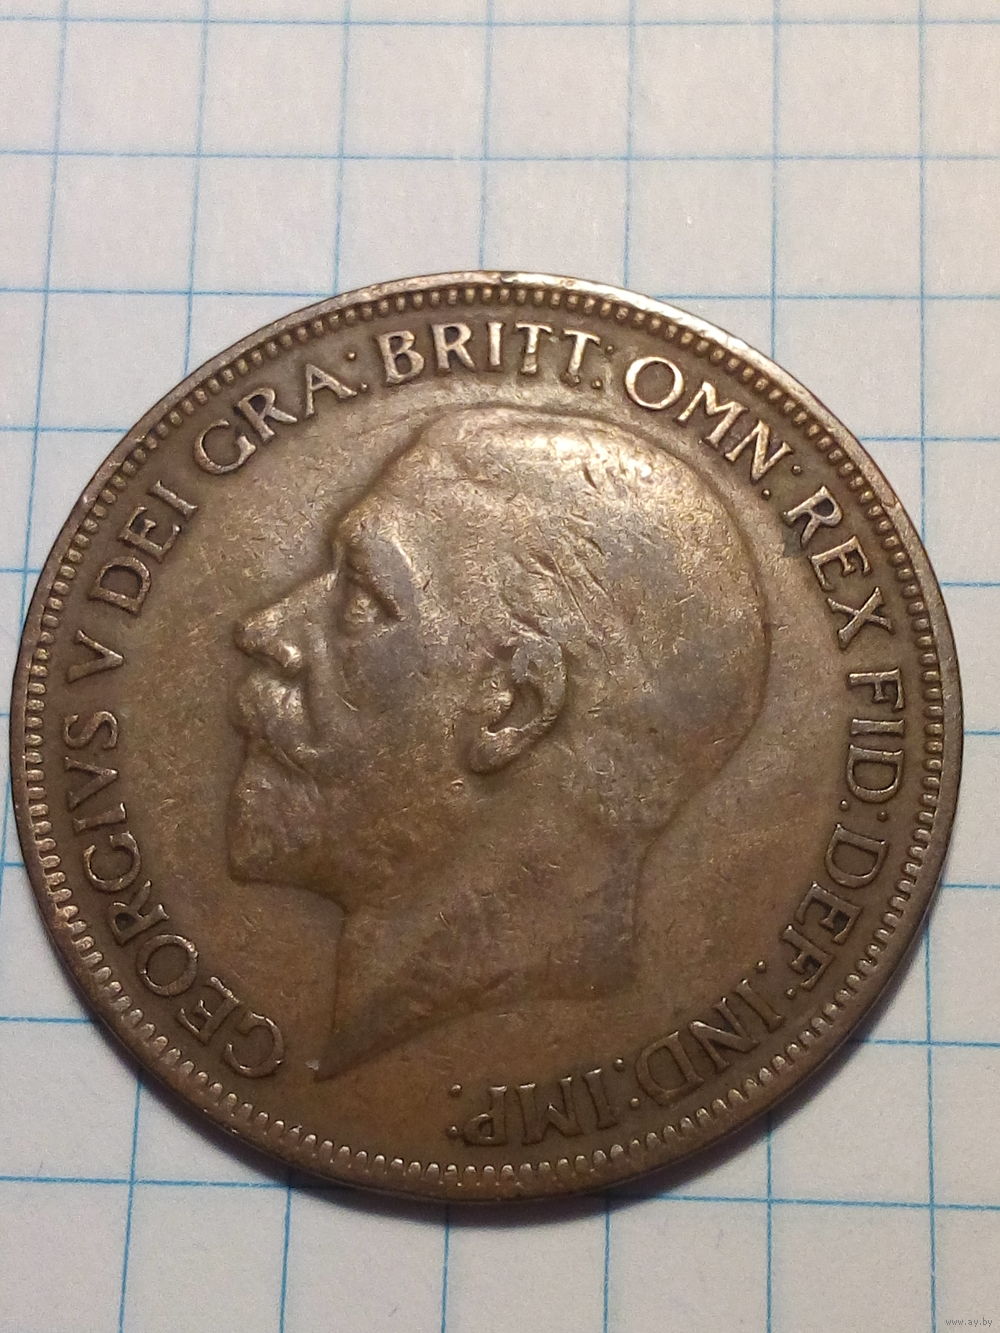 GEORGIVS V DEI GRA: BRITT: OMN: REX FID: DEF: IND: IMP:
www.ay.by